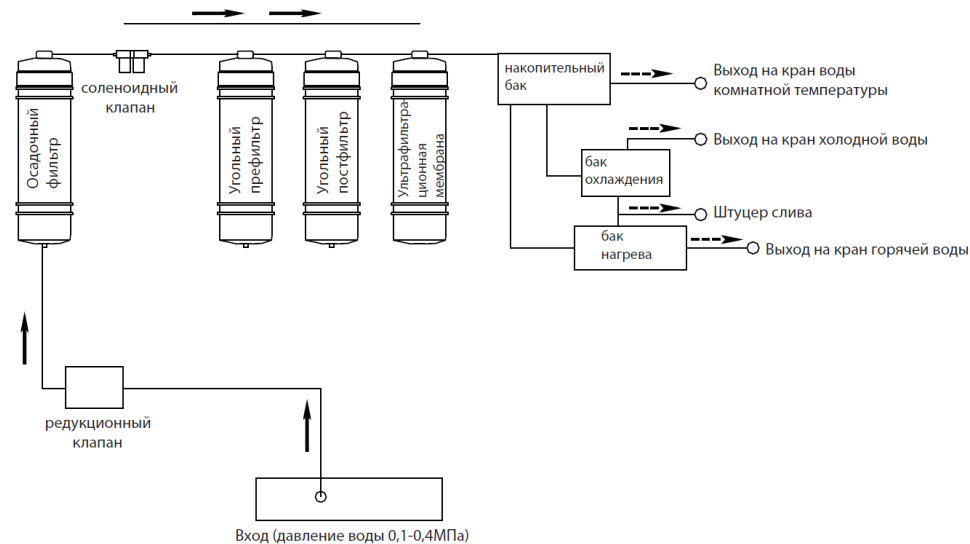 соленоидный
клапан
Осадочный
фильтр
Угольный
префильтр
Угольный
постфильтр
Ультрафильтра-
ционная
мембрана
накопительный
бак
Выход на кран воды
комнатной температуры
Выход на кран холодной воды
бак
охлаждения
Штуцер слива
бак
нагрева
Выход на кран горячей воды
редукционный
клапан
Вход (давление воды 0,1-0,4МПа)